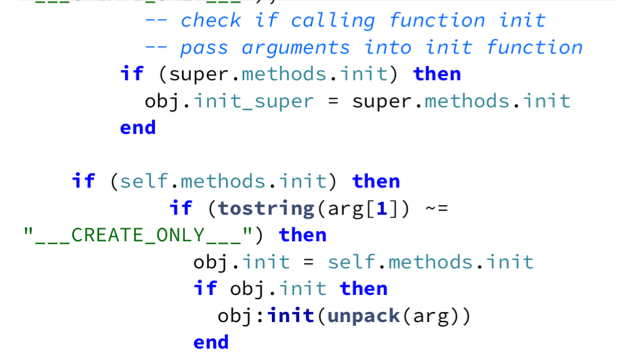 "___CREATE_ONLY___");
-- check if calling function init
-- pass arguments into init function
if (super.methods.init) then
obj.init_super = super.methods.init
end
if (self.methods.init) then
if (tostring(arg[1]) ~=
"___CREATE_ONLY___") then
obj.init = self.methods.init
if obj.init then
obj:init(unpack(arg))
end